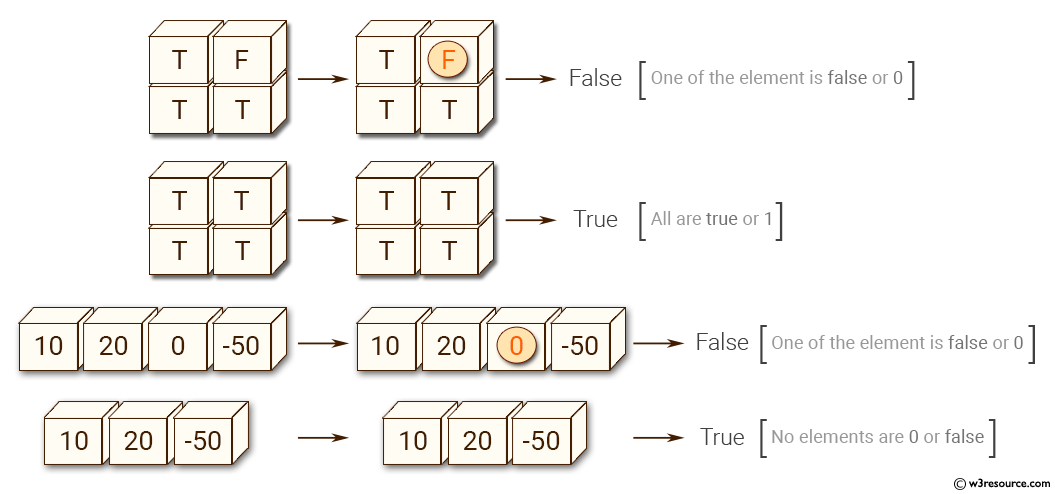 T F T F
T T T T
False [One of the element is false or 0]
T T T T
T T T T
True [All are true or 1]
10 20 0 -50 10 20 0 -50 False [One of the element is false or 0]
10 20 -50 10 20 -50 True [No elements are 0 or false]
© w3resource.com